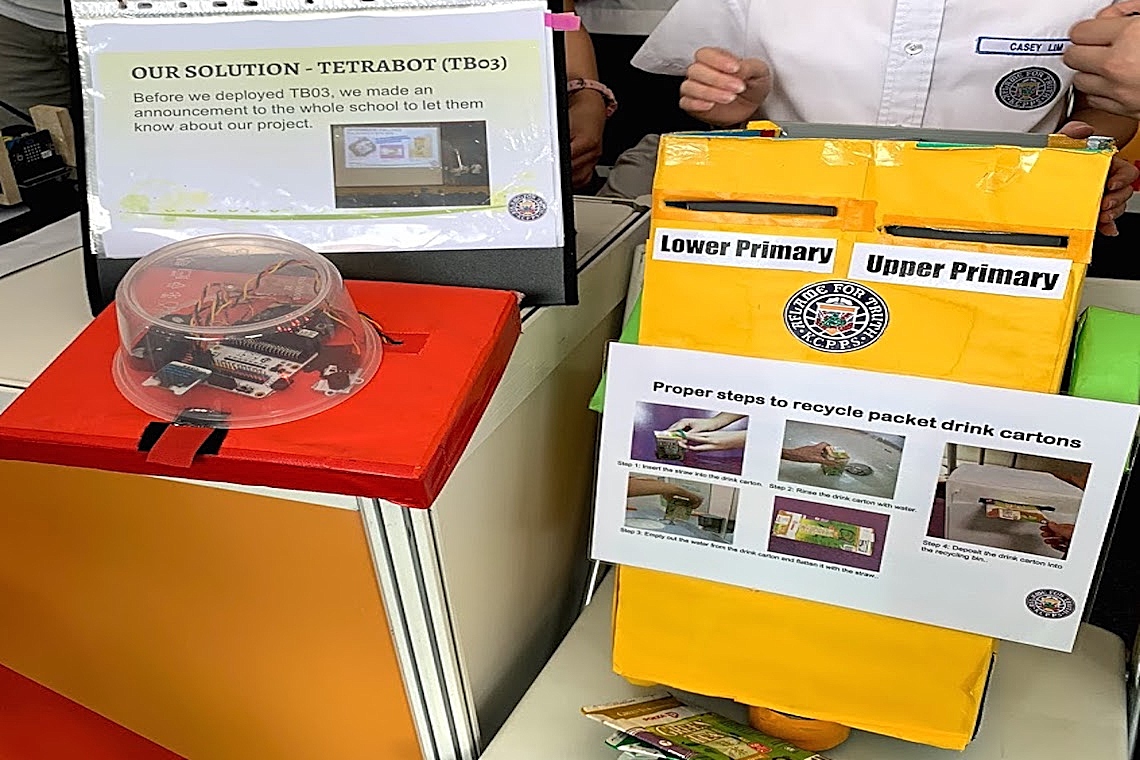 OUR SOLUTION - TETRABOT (TB03)
Before we deployed TB03, we made an
announcement to the whole school to let them
know about our project.
CASEY LIM
Lower Primary
Upper Primary
AFLAME FOR TRUTH
KCPPS
Proper steps to recycle packet drink cartons
Step 1: Insert the straw into the drink carton.
Step 2: Rinse the drink carton with water.
Step 3: Empty out the water from the drink carton and flatten it with the straw..
Step 4: Deposit the drink carton into
the recycling bin..